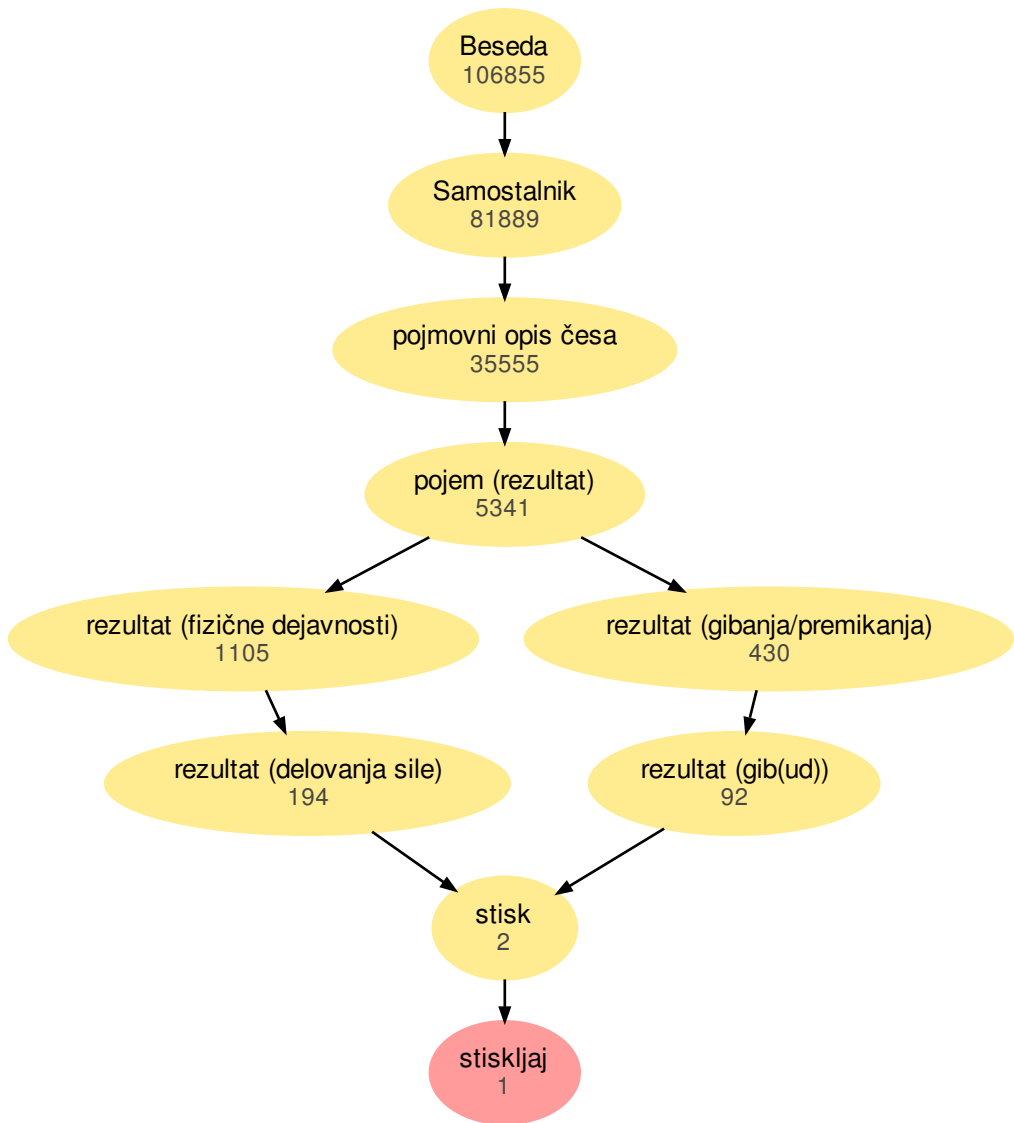 Beseda
106855
Samostalnik
81889
pojmovni opis česa
35555
pojem (rezultat)
5341
rezultat (fizične dejavnosti)
1105
rezultat (gibanja/premikanja)
430
rezultat (delovanja sile)
194
rezultat (gib(ud))
92
stisk
2
stiskljaj
1